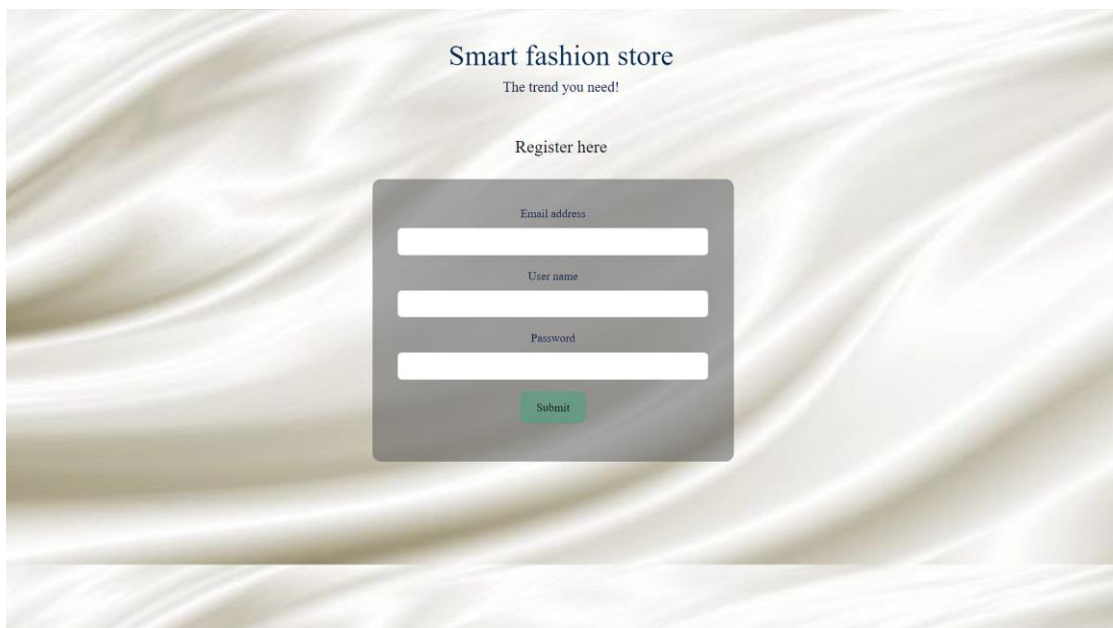 Smart fashion store
The trend you need!
Register here
Email address
User name
Password
Submit